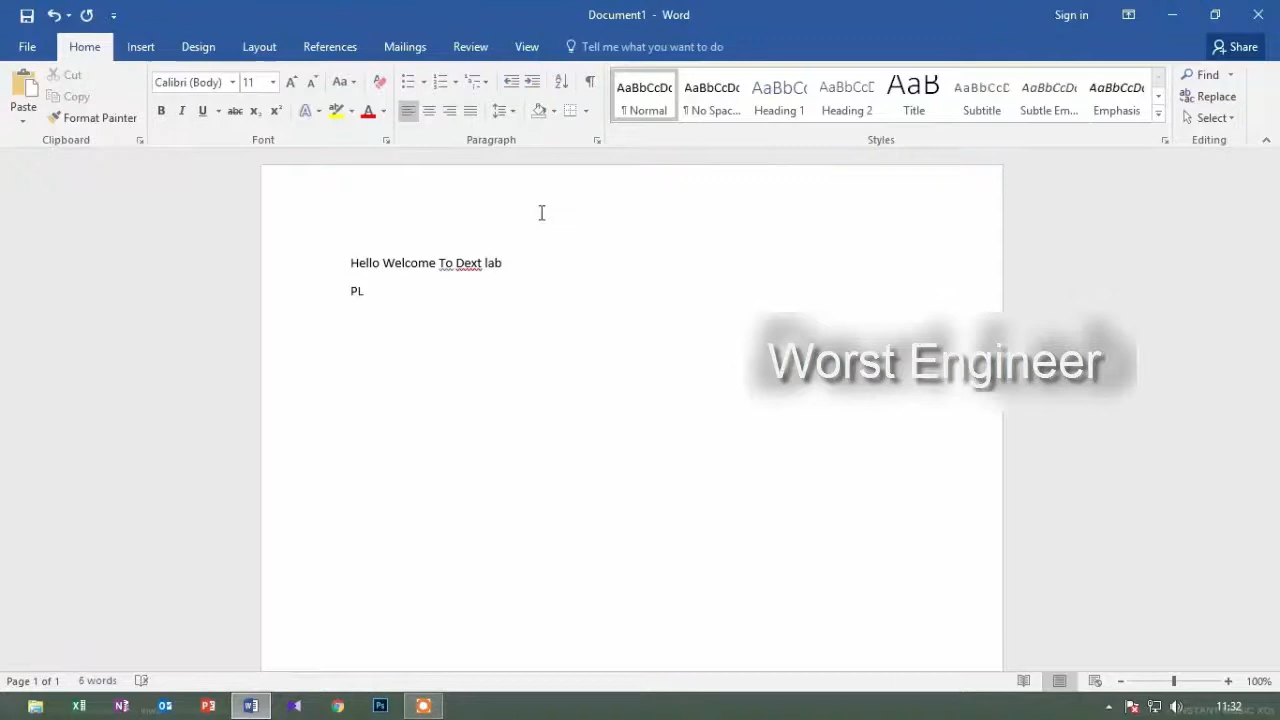 Document1 - Word
Sign in
File Home Insert Design Layout References Mailings Review View Tell me what you want to do Share
Paste
Cut
Copy
Format Painter
Clipboard
Calibri (Body) 11
Font
Paragraph
AaBbCcDc AaBbCcDc AaBbCc AaBbCcD AaB AaBbCcD AaBbCcDc AaBbCcDc
¶ Normal ¶ No Spac... Heading 1 Heading 2 Title Subtitle Subtle Em... Emphasis
Styles
Find
Replace
Select
Editing
Hello Welcome To Dext lab
PL
Worst Engineer
Page 1 of 1 6 words 100%
11:32